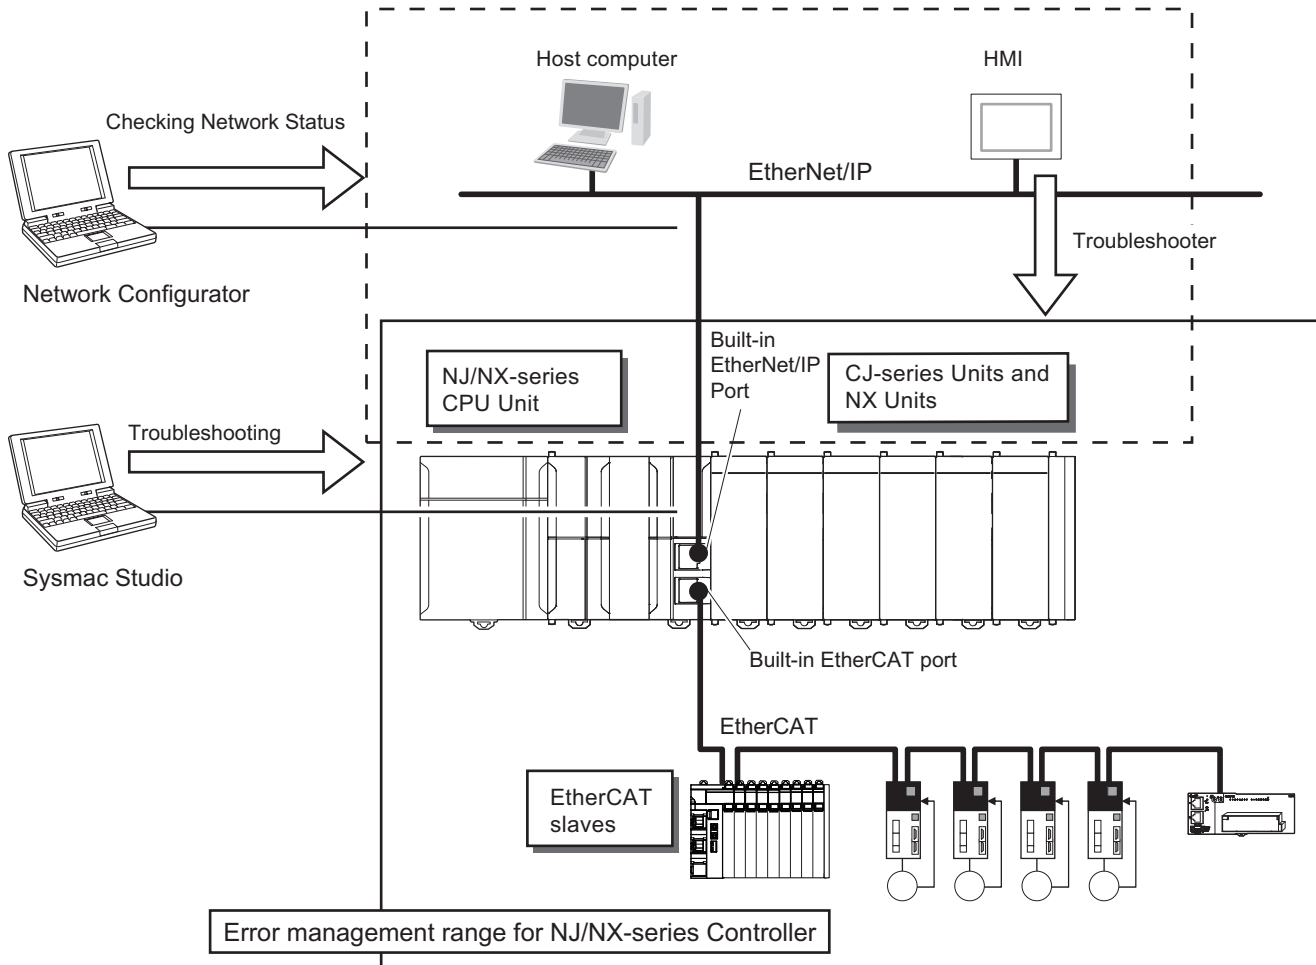 Host computer
HMI
Checking Network Status
EtherNet/IP
Troubleshooter
Network Configurator
Built-in
EtherNet/IP
Port
NJ/NX-series
CPU Unit
CJ-series Units and
NX Units
Troubleshooting
Sysmac Studio
Built-in EtherCAT port
EtherCAT
EtherCAT
slaves
Error management range for NJ/NX-series Controller